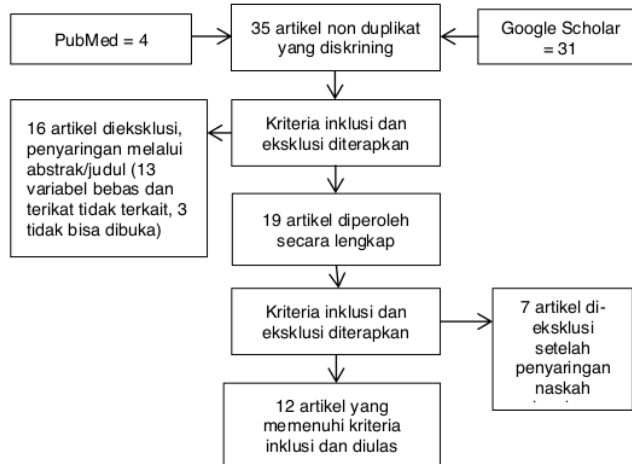 PubMed = 4
35 artikel non duplikat
yang diskrining
Google Scholar
= 31
16 artikel dieksklusi,
penyaringan melalui
abstrak/judul (13
variabel bebas dan
terikat tidak terkait, 3
tidak bisa dibuka)
Kriteria inklusi dan
eksklusi diterapkan
19 artikel diperoleh
secara lengkap
Kriteria inklusi dan
eksklusi diterapkan
7 artikel di-
eksklusi
setelah
penyaringan
naskah
12 artikel yang
memenuhi kriteria
inklusi dan diulas